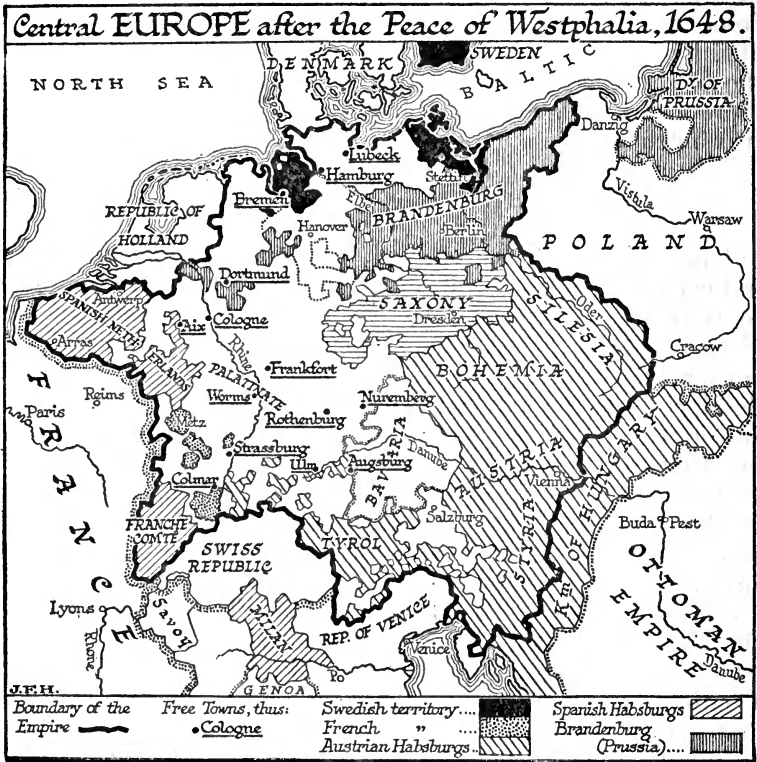 Central EUROPE after the Peace of Westphalia, 1648.
NORTH SEA
DENMARK
SWEDEN
BALTIC
DY OF
PRUSSIA
Danzig
Lübeck
Hamburg
Stettin
Bremen
Elbe
BRANDENBURG
Vistula
REPUBLIC OF
HOLLAND
Hanover
Berlin
Warsaw
POLAND
Dortmund
SPANISH NETHERLANDS
Antwerp
SAXONY
Dresden
SILESIA
Oder
Aix
Cologne
Arras
Rhine
Frankfort
BOHEMIA
Cracow
PALATINATE
Reims
Worms
Nuremberg
Paris
Metz
Rothenburg
FRANCE
Strassburg
BAVARIA
Danube
AUSTRIA
Colmar
Ulm
Augsburg
Vienna
Km OF HUNGARY
FRANCHE
COMTÉ
Salzburg
STYRIA
Buda
Pest
SWISS
REPUBLIC
TYROL
OTTOMAN
EMPIRE
Lyons
Savoy
MILAN
REP. OF VENICE
Rhone
Venice
Po
Danube
GENOA
J.F.H.
Boundary of the
Empire
Free Towns, thus:
Cologne
Swedish territory....
French " ....
Austrian Habsburgs..
Spanish Habsburgs
Brandenburg
(Prussia)....